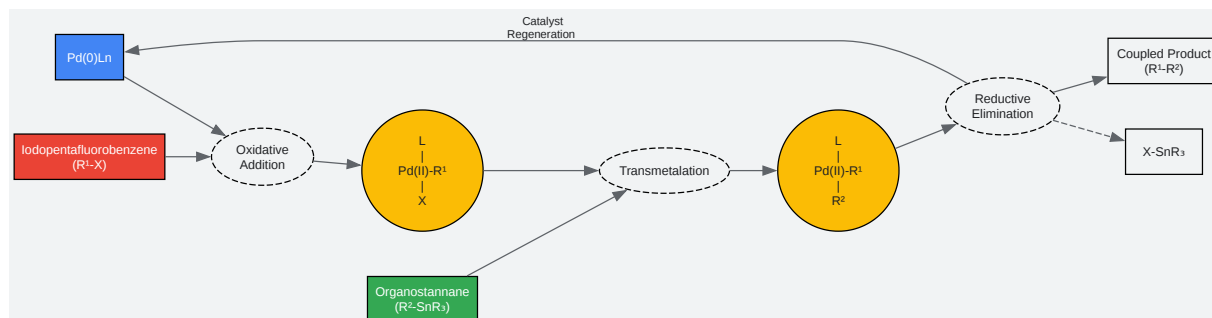 Catalyst
Regeneration
Pd(0)Ln
Coupled Product
(R¹-R²)
Reductive
Elimination
Iodopentafluorobenzene
(R¹-X)
Oxidative
Addition
L
|
Pd(II)-R¹
|
X
Transmetalation
L
|
Pd(II)-R¹
|
R²
X-SnR₃
Organostannane
(R²-SnR₃)